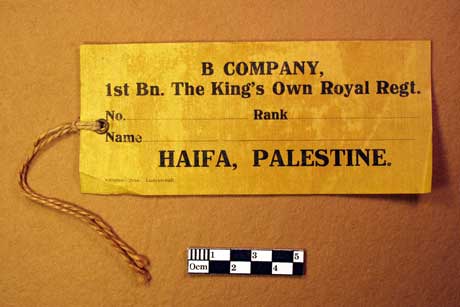 B COMPANY,
1st Bn. The King's Own Royal Regt.
No. Rank
Name
HAIFA, PALESTINE.
1 3 5
0cm 2 4